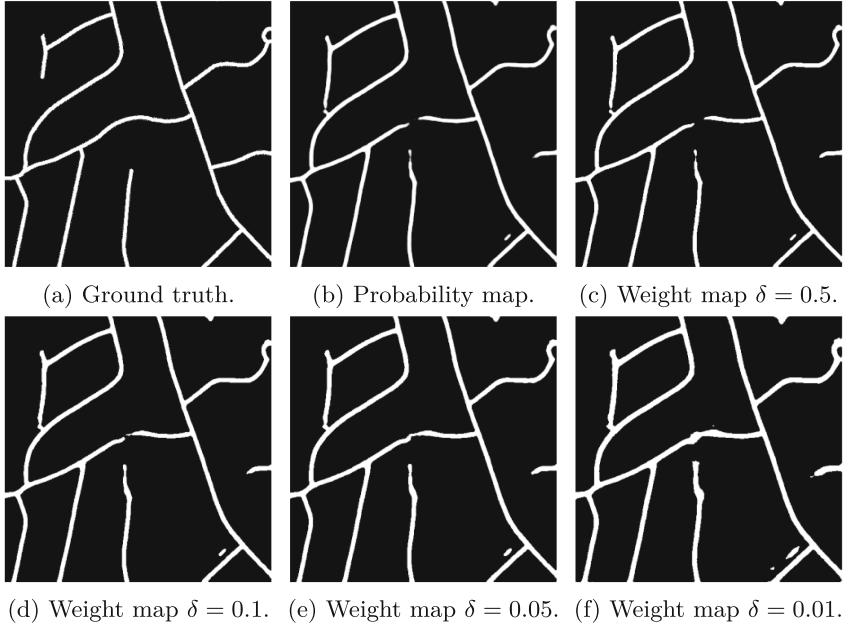 (a) Ground truth.
(b) Probability map.
(c) Weight map δ = 0.5.
(d) Weight map δ = 0.1.
(e) Weight map δ = 0.05.
(f) Weight map δ = 0.01.